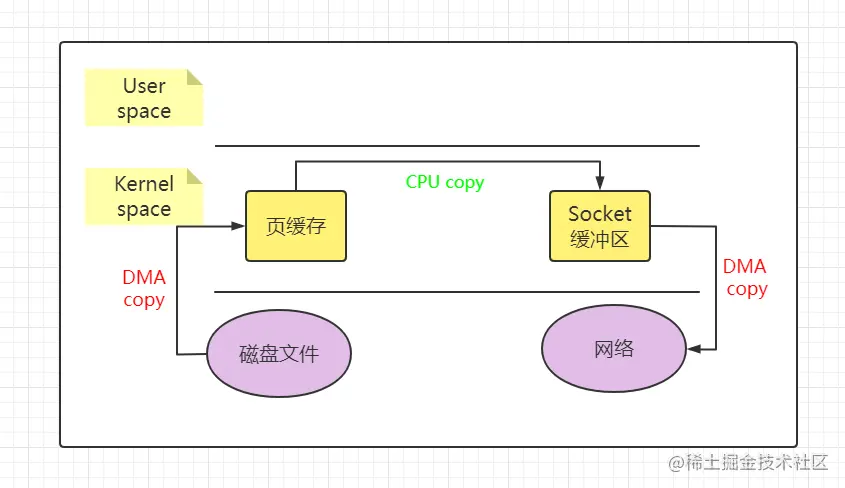 User
space
Kernel
space
CPU copy
页缓存
Socket
缓冲区
DMA
copy
DMA
copy
磁盘文件
网络
@稀土掘金技术社区